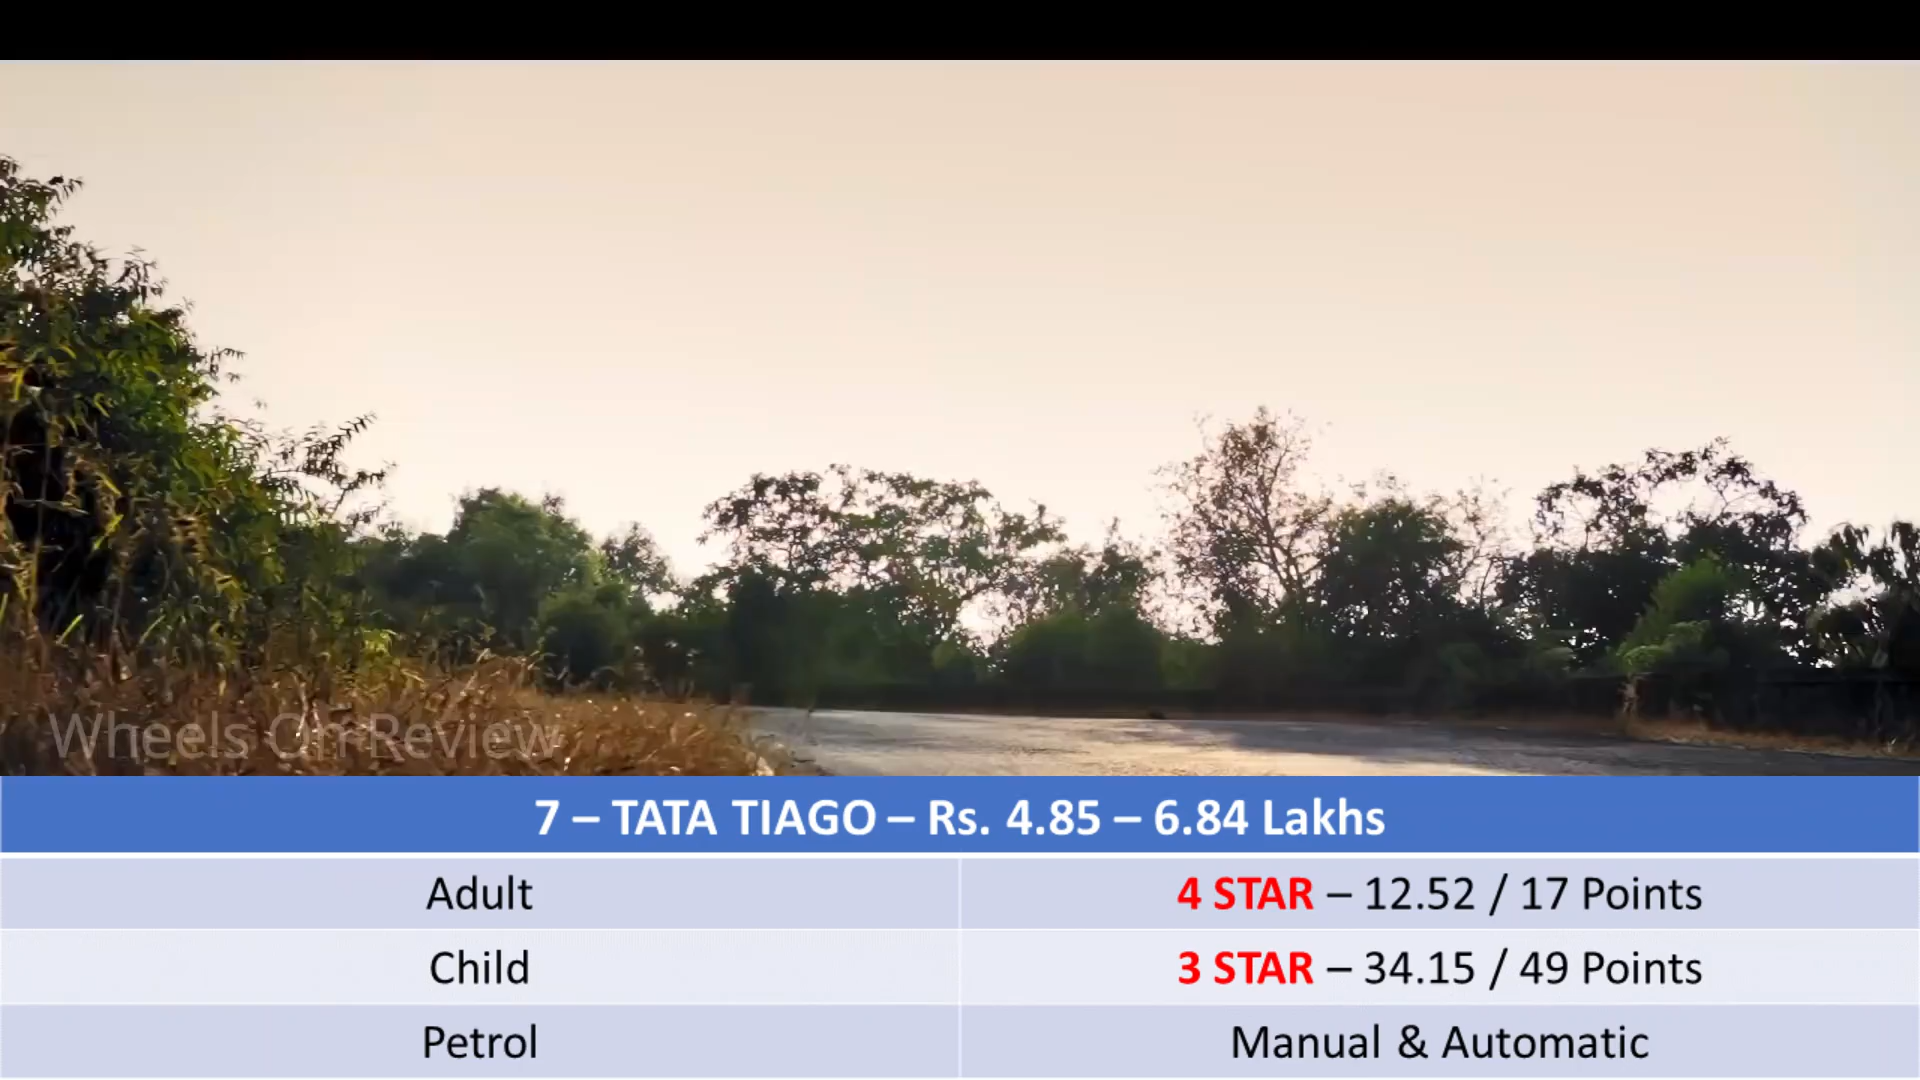 Wheels On Review
7 – TATA TIAGO – Rs. 4.85 – 6.84 Lakhs
Adult 4 STAR – 12.52 / 17 Points
Child 3 STAR – 34.15 / 49 Points
Petrol Manual & Automatic